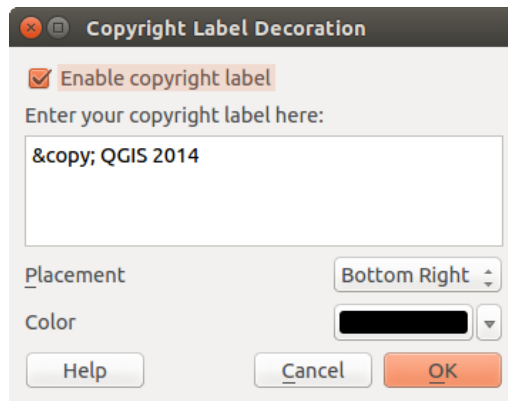 Copyright Label Decoration
Enable copyright label
Enter your copyright label here:
&copy; QGIS 2014
Placement
Bottom Right
Color
Help
Cancel
OK